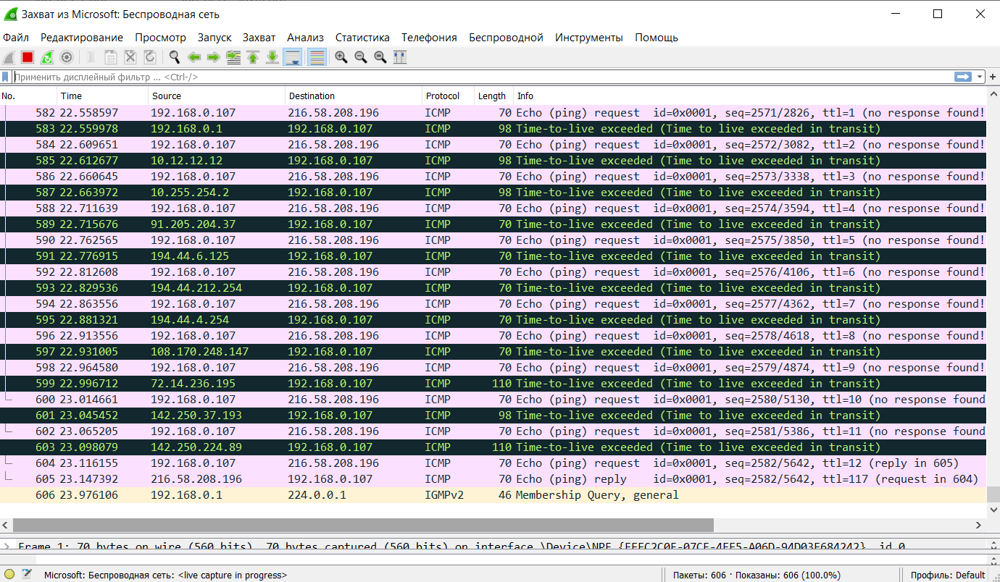 Захват из Microsoft: Беспроводная сеть
Файл Редактирование Просмотр Запуск Захват Анализ Статистика Телефония Беспроводной Инструменты Помощь
Применить дисплейный фильтр ... <Ctrl-/>
No. Time Source Destination Protocol Length Info
582 22.558597 192.168.0.107 216.58.208.196 ICMP 70 Echo (ping) request id=0x0001, seq=2571/2826, ttl=1 (no response found!
583 22.559978 192.168.0.1 192.168.0.107 ICMP 98 Time-to-live exceeded (Time to live exceeded in transit)
584 22.609651 192.168.0.107 216.58.208.196 ICMP 70 Echo (ping) request id=0x0001, seq=2572/3082, ttl=2 (no response found!
585 22.612677 10.12.12.12 192.168.0.107 ICMP 98 Time-to-live exceeded (Time to live exceeded in transit)
586 22.660645 192.168.0.107 216.58.208.196 ICMP 70 Echo (ping) request id=0x0001, seq=2573/3338, ttl=3 (no response found!
587 22.663972 10.255.254.2 192.168.0.107 ICMP 98 Time-to-live exceeded (Time to live exceeded in transit)
588 22.711639 192.168.0.107 216.58.208.196 ICMP 70 Echo (ping) request id=0x0001, seq=2574/3594, ttl=4 (no response found!
589 22.715676 91.205.204.37 192.168.0.107 ICMP 70 Time-to-live exceeded (Time to live exceeded in transit)
590 22.762565 192.168.0.107 216.58.208.196 ICMP 70 Echo (ping) request id=0x0001, seq=2575/3850, ttl=5 (no response found!
591 22.776915 194.44.6.125 192.168.0.107 ICMP 70 Time-to-live exceeded (Time to live exceeded in transit)
592 22.812608 192.168.0.107 216.58.208.196 ICMP 70 Echo (ping) request id=0x0001, seq=2576/4106, ttl=6 (no response found!
593 22.829536 194.44.212.254 192.168.0.107 ICMP 70 Time-to-live exceeded (Time to live exceeded in transit)
594 22.863556 192.168.0.107 216.58.208.196 ICMP 70 Echo (ping) request id=0x0001, seq=2577/4362, ttl=7 (no response found!
595 22.881321 194.44.4.254 192.168.0.107 ICMP 70 Time-to-live exceeded (Time to live exceeded in transit)
596 22.913556 192.168.0.107 216.58.208.196 ICMP 70 Echo (ping) request id=0x0001, seq=2578/4618, ttl=8 (no response found!
597 22.931005 108.170.248.147 192.168.0.107 ICMP 70 Time-to-live exceeded (Time to live exceeded in transit)
598 22.964580 192.168.0.107 216.58.208.196 ICMP 70 Echo (ping) request id=0x0001, seq=2579/4874, ttl=9 (no response found!
599 22.996712 72.14.236.195 192.168.0.107 ICMP 110 Time-to-live exceeded (Time to live exceeded in transit)
600 23.014661 192.168.0.107 216.58.208.196 ICMP 70 Echo (ping) request id=0x0001, seq=2580/5130, ttl=10 (no response found
601 23.045452 142.250.37.193 192.168.0.107 ICMP 98 Time-to-live exceeded (Time to live exceeded in transit)
602 23.065205 192.168.0.107 216.58.208.196 ICMP 70 Echo (ping) request id=0x0001, seq=2581/5386, ttl=11 (no response found
603 23.098079 142.250.224.89 192.168.0.107 ICMP 110 Time-to-live exceeded (Time to live exceeded in transit)
604 23.116155 192.168.0.107 216.58.208.196 ICMP 70 Echo (ping) request id=0x0001, seq=2582/5642, ttl=12 (reply in 605)
605 23.147392 216.58.208.196 192.168.0.107 ICMP 70 Echo (ping) reply id=0x0001, seq=2582/5642, ttl=117 (request in 604)
606 23.976106 192.168.0.1 224.0.0.1 IGMPv2 46 Membership Query, general
Frame 1: 70 bytes on wire (560 bits), 70 bytes captured (560 bits) on interface \Device\NPF id 0
Microsoft: Беспроводная сеть: <live capture in progress> Пакеты: 606 · Показаны: 606 (100.0%) Профиль: Default